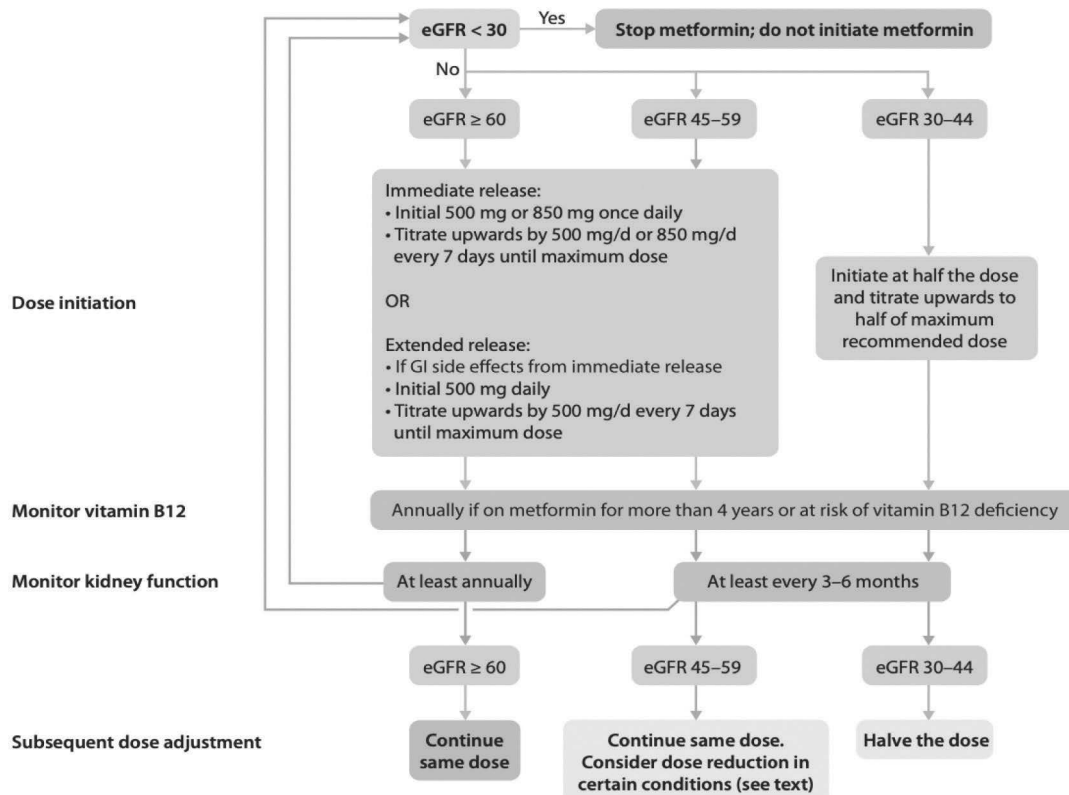 eGFR < 30
Yes
Stop metformin; do not initiate metformin
No
eGFR ≥ 60
eGFR 45–59
eGFR 30–44
Dose initiation
Immediate release:
• Initial 500 mg or 850 mg once daily
• Titrate upwards by 500 mg/d or 850 mg/d
every 7 days until maximum dose
OR
Extended release:
• If GI side effects from immediate release
• Initial 500 mg daily
• Titrate upwards by 500 mg/d every 7 days
until maximum dose
Initiate at half the dose
and titrate upwards to
half of maximum
recommended dose
Monitor vitamin B12
Annually if on metformin for more than 4 years or at risk of vitamin B12 deficiency
Monitor kidney function
At least annually
At least every 3–6 months
eGFR ≥ 60
eGFR 45–59
eGFR 30–44
Subsequent dose adjustment
Continue
same dose
Continue same dose.
Consider dose reduction in
certain conditions (see text)
Halve the dose